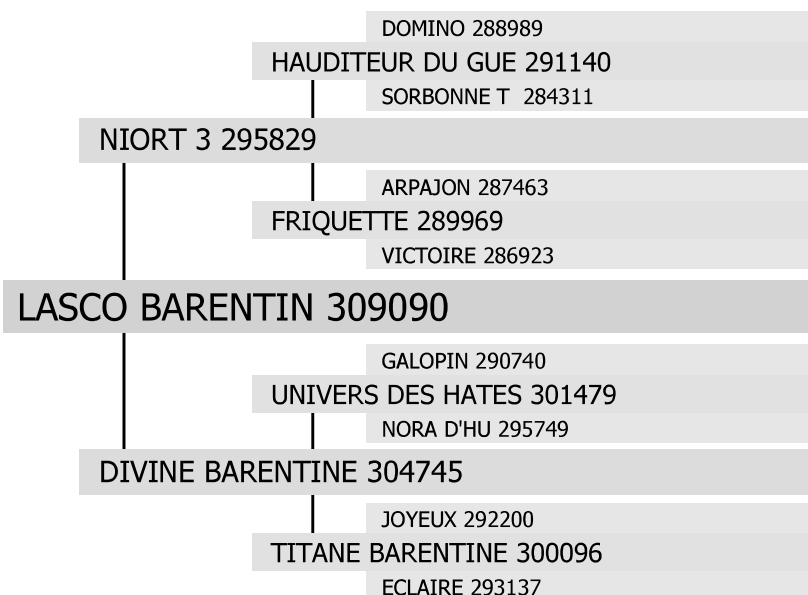 DOMINO 288989
HAUDITEUR DU GUE 291140
SORBONNE T  284311
NIORT 3 295829
ARPAJON 287463
FRIQUETTE 289969
VICTOIRE 286923
LASCO BARENTIN 309090
GALOPIN 290740
UNIVERS DES HATES 301479
NORA D'HU 295749
DIVINE BARENTINE 304745
JOYEUX 292200
TITANE BARENTINE 300096
ECLAIRE 293137